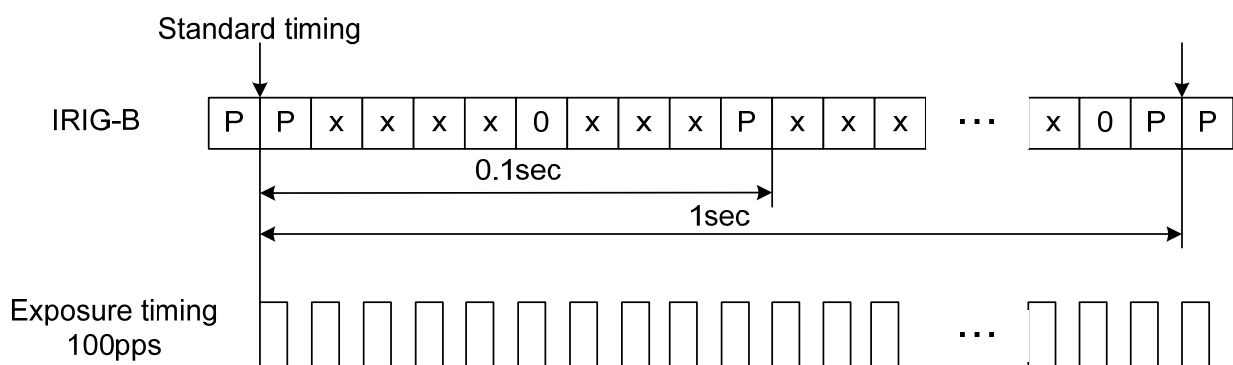 Standard timing
IRIG-B P P x x x x 0 x x x P x x x ... x 0 P P
0.1sec
1sec
Exposure timing
100pps ...